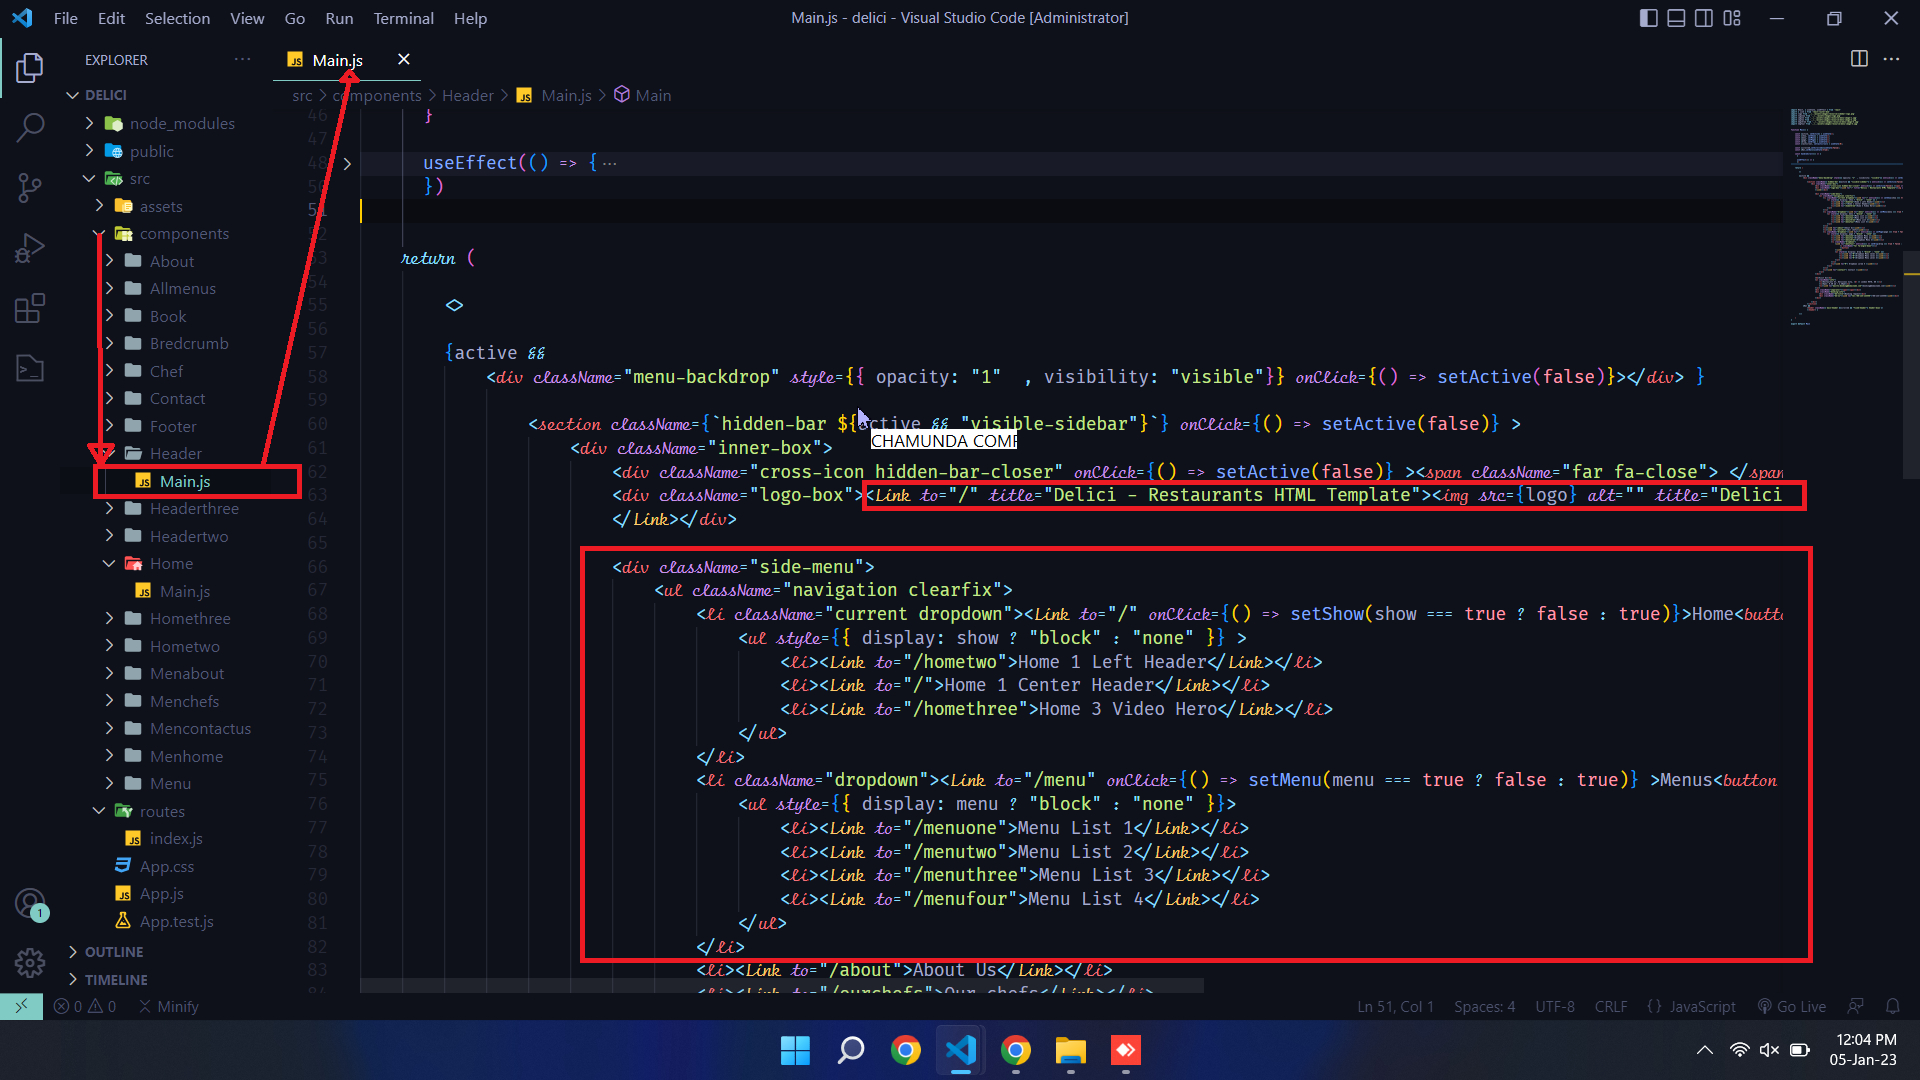 File Edit Selection View Go Run Terminal Help
Main.js - delici - Visual Studio Code [Administrator]
EXPLORER
Main.js
DELICI
src > components > Header > Main.js > Main
node_modules
public
src
assets
components
About
Allmenus
Book
Bredcrumb
Chef
Contact
Footer
Header
Main.js
Headerthree
Headertwo
Home
Main.js
Homethree
Hometwo
Menabout
Menchefs
Mencontactus
Menhome
Menu
routes
index.js
App.css
App.js
App.test.js
OUTLINE
TIMELINE
46 }
47
48 useEffect(() => { ...
50 })
51
52
53 return (
54
55 <>
56
57 {active &&
58 <div className="menu-backdrop" style={{ opacity: "1" , visibility: "visible"}} onClick={() => setActive(false)}></div> }
59
60 <section className={`hidden-bar ${active && "visible-sidebar"}`} onClick={() => setActive(false)} >
CHAMUNDA COMP
61 <div className="inner-box">
62 <div className="cross-icon hidden-bar-closer" onClick={() => setActive(false)} ><span className="far fa-close"> </span
63 <div className="logo-box"><Link to="/" title="Delici - Restaurants HTML Template"><img src={logo} alt="" title="Delici
64 </Link></div>
65
66 <div className="side-menu">
67 <ul className="navigation clearfix">
68 <li className="current dropdown"><Link to="/" onClick={() => setShow(show === true ? false : true)}>Home<butto
69 <ul style={{ display: show ? "block" : "none" }} >
70 <li><Link to="/hometwo">Home 1 Left Header</Link></li>
71 <li><Link to="/">Home 1 Center Header</Link></li>
72 <li><Link to="/homethree">Home 3 Video Hero</Link></li>
73 </ul>
74 </li>
75 <li className="dropdown"><Link to="/menu" onClick={() => setMenu(menu === true ? false : true)} >Menus<button
76 <ul style={{ display: menu ? "block" : "none" }}>
77 <li><Link to="/menuone">Menu List 1</Link></li>
78 <li><Link to="/menutwo">Menu List 2</Link></li>
79 <li><Link to="/menuthree">Menu List 3</Link></li>
80 <li><Link to="/menufour">Menu List 4</Link></li>
81 </ul>
82 </li>
83 <li><Link to="/about">About Us</Link></li>
84 <li><Link to="/ourchefs">Our chefs</Link></li>
1
0 0 Minify
Ln 51, Col 1 Spaces: 4 UTF-8 CRLF {} JavaScript Go Live
12:04 PM
05-Jan-23